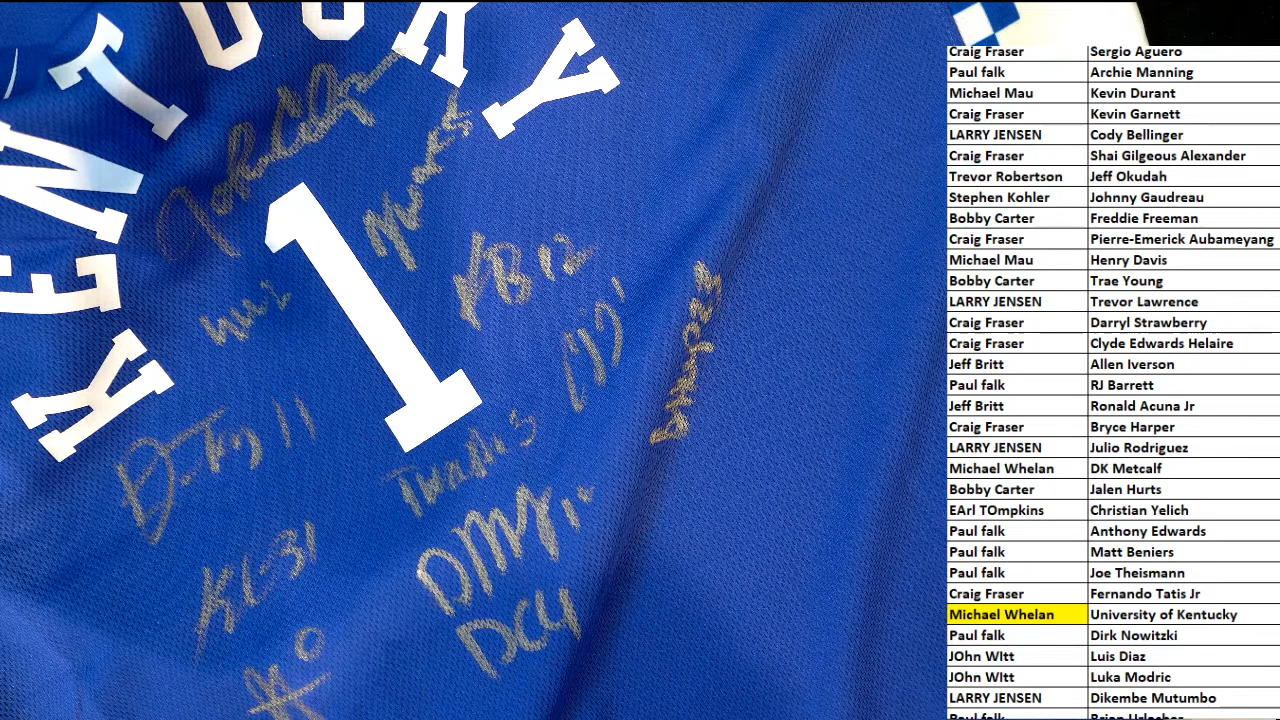 KENTUCKY
1
Craig Fraser Sergio Aguero
Paul falk Archie Manning
Michael Mau Kevin Durant
Craig Fraser Kevin Garnett
LARRY JENSEN Cody Bellinger
Craig Fraser Shai Gilgeous Alexander
Trevor Robertson Jeff Okudah
Stephen Kohler Johnny Gaudreau
Bobby Carter Freddie Freeman
Craig Fraser Pierre-Emerick Aubameyang
Michael Mau Henry Davis
Bobby Carter Trae Young
LARRY JENSEN Trevor Lawrence
Craig Fraser Darryl Strawberry
Craig Fraser Clyde Edwards Helaire
Jeff Britt Allen Iverson
Paul falk RJ Barrett
Jeff Britt Ronald Acuna Jr
Craig Fraser Bryce Harper
LARRY JENSEN Julio Rodriguez
Michael Whelan DK Metcalf
Bobby Carter Jalen Hurts
EArl TOmpkins Christian Yelich
Paul falk Anthony Edwards
Paul falk Matt Beniers
Paul falk Joe Theismann
Craig Fraser Fernando Tatis Jr
Michael Whelan University of Kentucky
Paul falk Dirk Nowitzki
JOhn WItt Luis Diaz
JOhn WItt Luka Modric
LARRY JENSEN Dikembe Mutumbo
Paul falk Brian Urlacher